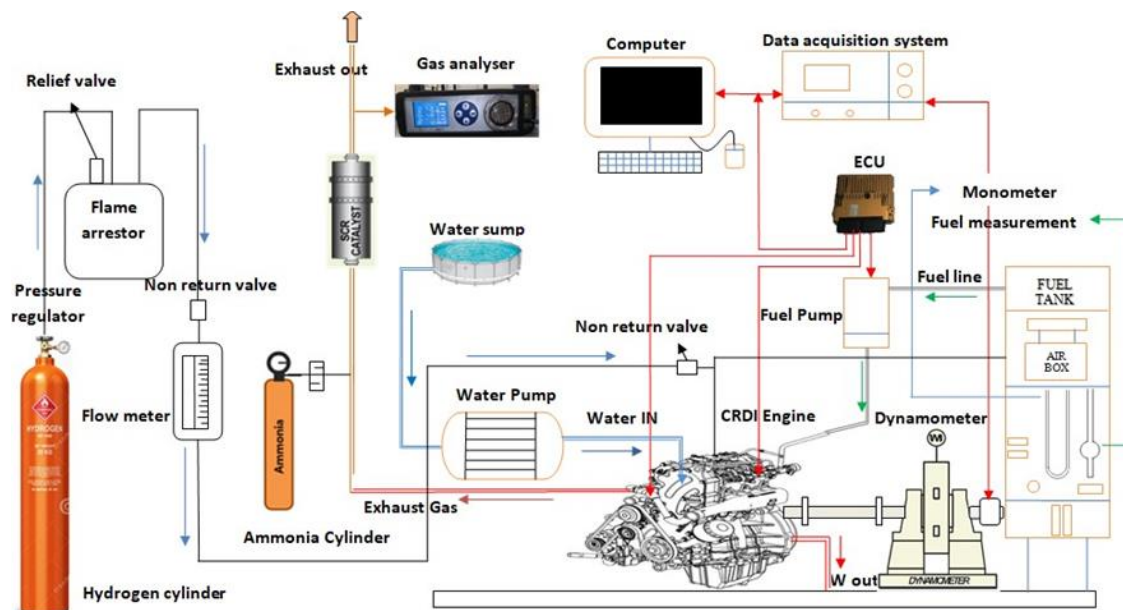 Exhaust out
Gas analyser
Computer
Data acquisition system
Relief valve
ECU
Flame
arrestor
SCR
CATALYST
Water sump
Monometer
Fuel measurement
Non return valve
Pressure
regulator
Fuel line
FUEL
TANK
Fuel Pump
Non return valve
AIR
BOX
Flow meter
Water Pump
Water IN
CRDI Engine
Dynamometer
HYDROGEN
Ammonia
Exhaust Gas
Ammonia Cylinder
W out
DYNAMOMETER
Hydrogen cylinder